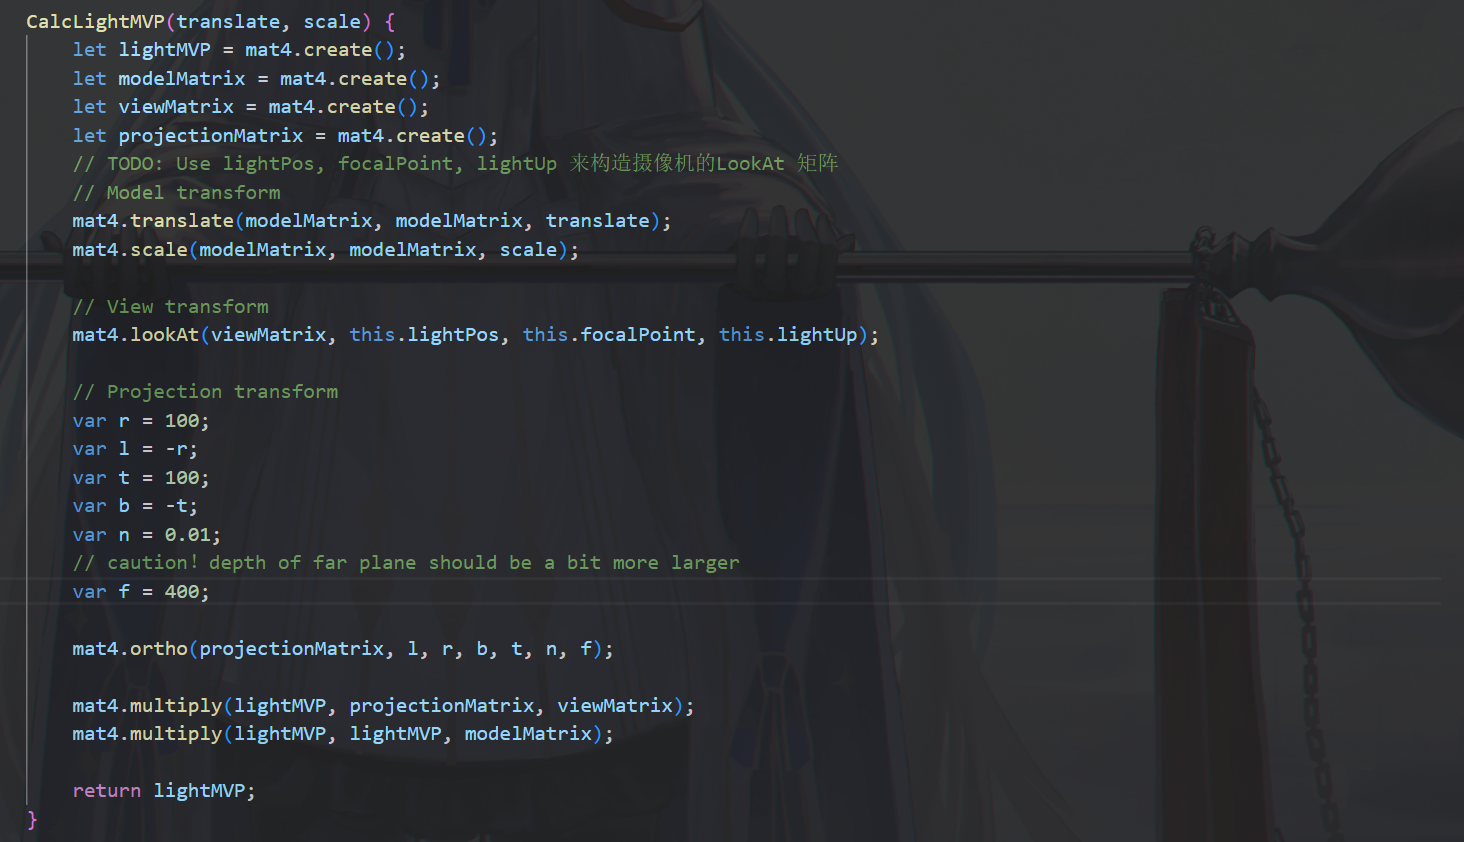 CalcLightMVP(translate, scale) {
let lightMVP = mat4.create();
let modelMatrix = mat4.create();
let viewMatrix = mat4.create();
let projectionMatrix = mat4.create();
// TODO: Use lightPos, focalPoint, lightUp 来构造摄像机的LookAt 矩阵
// Model transform
mat4.translate(modelMatrix, modelMatrix, translate);
mat4.scale(modelMatrix, modelMatrix, scale);
// View transform
mat4.lookAt(viewMatrix, this.lightPos, this.focalPoint, this.lightUp);
// Projection transform
var r = 100;
var l = -r;
var t = 100;
var b = -t;
var n = 0.01;
// caution！depth of far plane should be a bit more larger
var f = 400;
mat4.ortho(projectionMatrix, l, r, b, t, n, f);
mat4.multiply(lightMVP, projectionMatrix, viewMatrix);
mat4.multiply(lightMVP, lightMVP, modelMatrix);
return lightMVP;
}